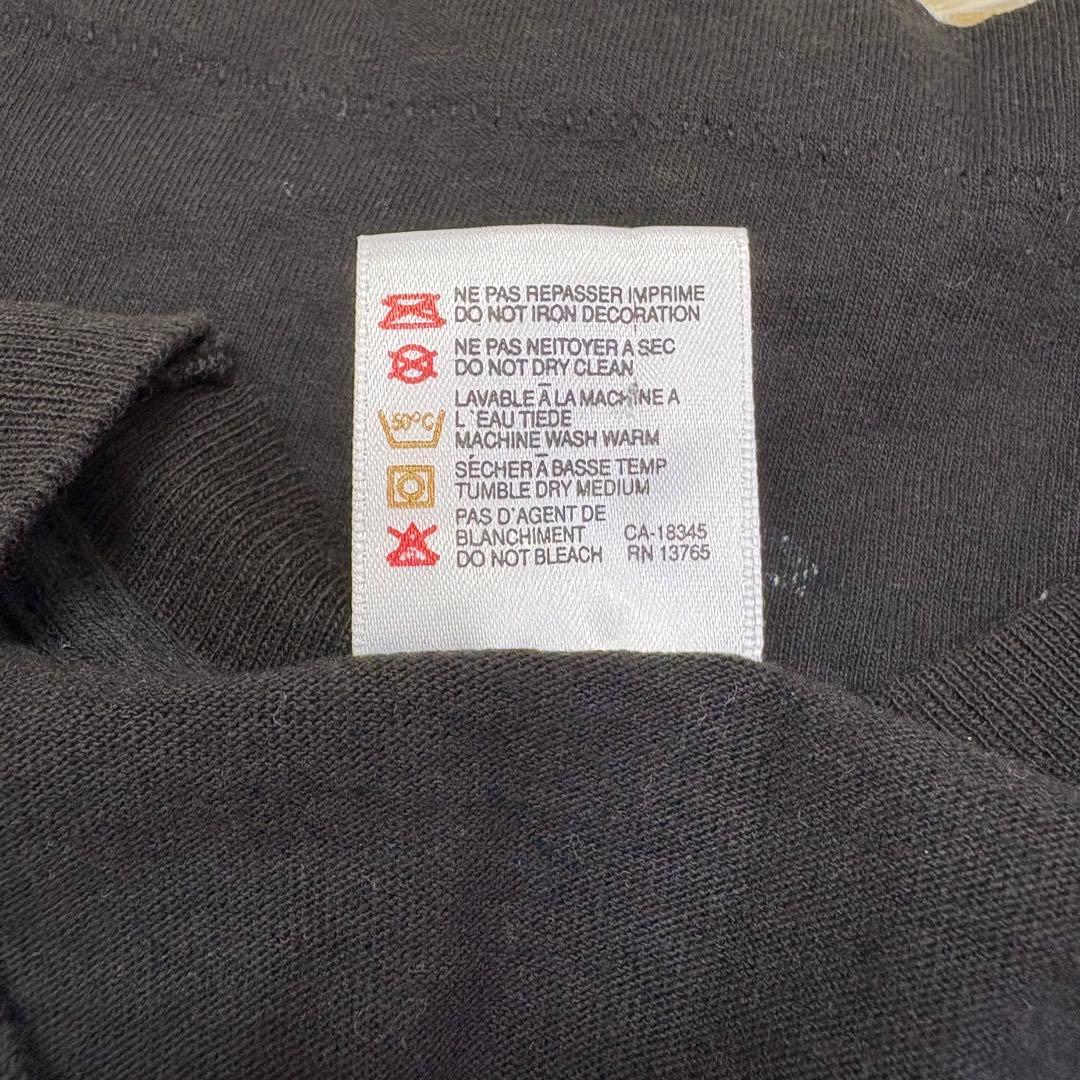 NE PAS REPASSER IMPRIME
DO NOT IRON DECORATION
NE PAS NEITOYER A SEC
DO NOT DRY CLEAN
LAVABLE À LA MACHINE A
L'EAU TIEDE
50°C
MACHINE WASH WARM
SÉCHER À BASSE TEMP
TUMBLE DRY MEDIUM
PAS D'AGENT DE
BLANCHIMENT CA-18345
DO NOT BLEACH RN 13765